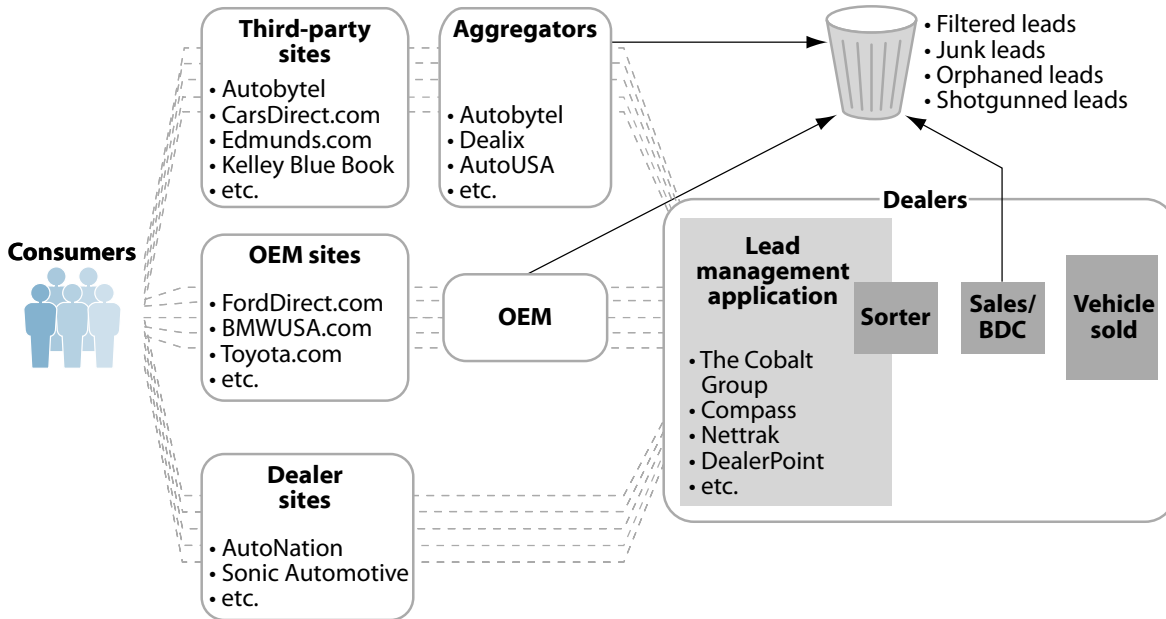 Third-party
sites
• Autobytel
• CarsDirect.com
• Edmunds.com
• Kelley Blue Book
• etc.
Aggregators
• Autobytel
• Dealix
• AutoUSA
• etc.
• Filtered leads
• Junk leads
• Orphaned leads
• Shotgunned leads
Consumers
OEM sites
• FordDirect.com
• BMWUSA.com
• Toyota.com
• etc.
OEM
Dealers
Lead
management
application
• The Cobalt
Group
• Compass
• Nettrak
• DealerPoint
• etc.
Sorter
Sales/
BDC
Vehicle
sold
Dealer
sites
• AutoNation
• Sonic Automotive
• etc.